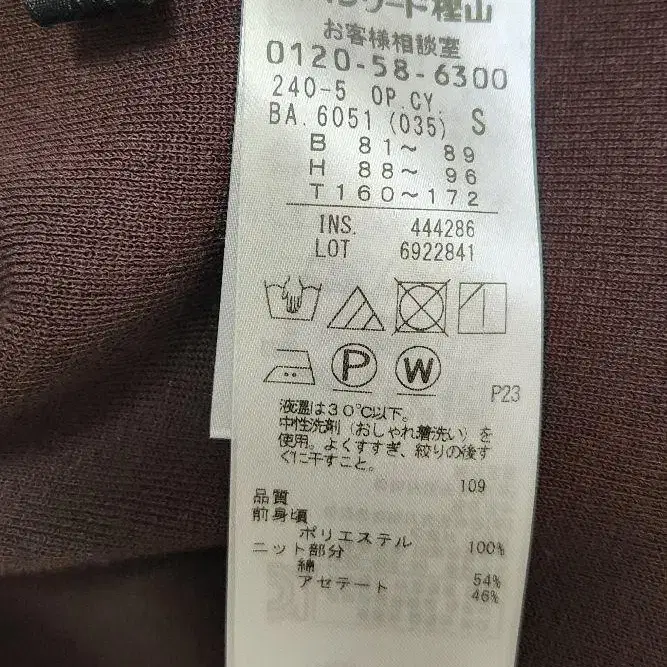 お客様相談室
0120-58-6300
240-5 OP.CY.
BA.6051 (035) S
B 81～ 89
H 88～ 96
T160～172
INS. 444286
LOT 6922841
P W
P23
液温は30℃以下。
中性洗剤（おしゃれ着洗い）を
使用。よくすすぎ、絞りの後す
ぐに干すこと。
109
品質
前身頃
ポリエステル 100%
ニット部分
綿 54%
アセテート 46%